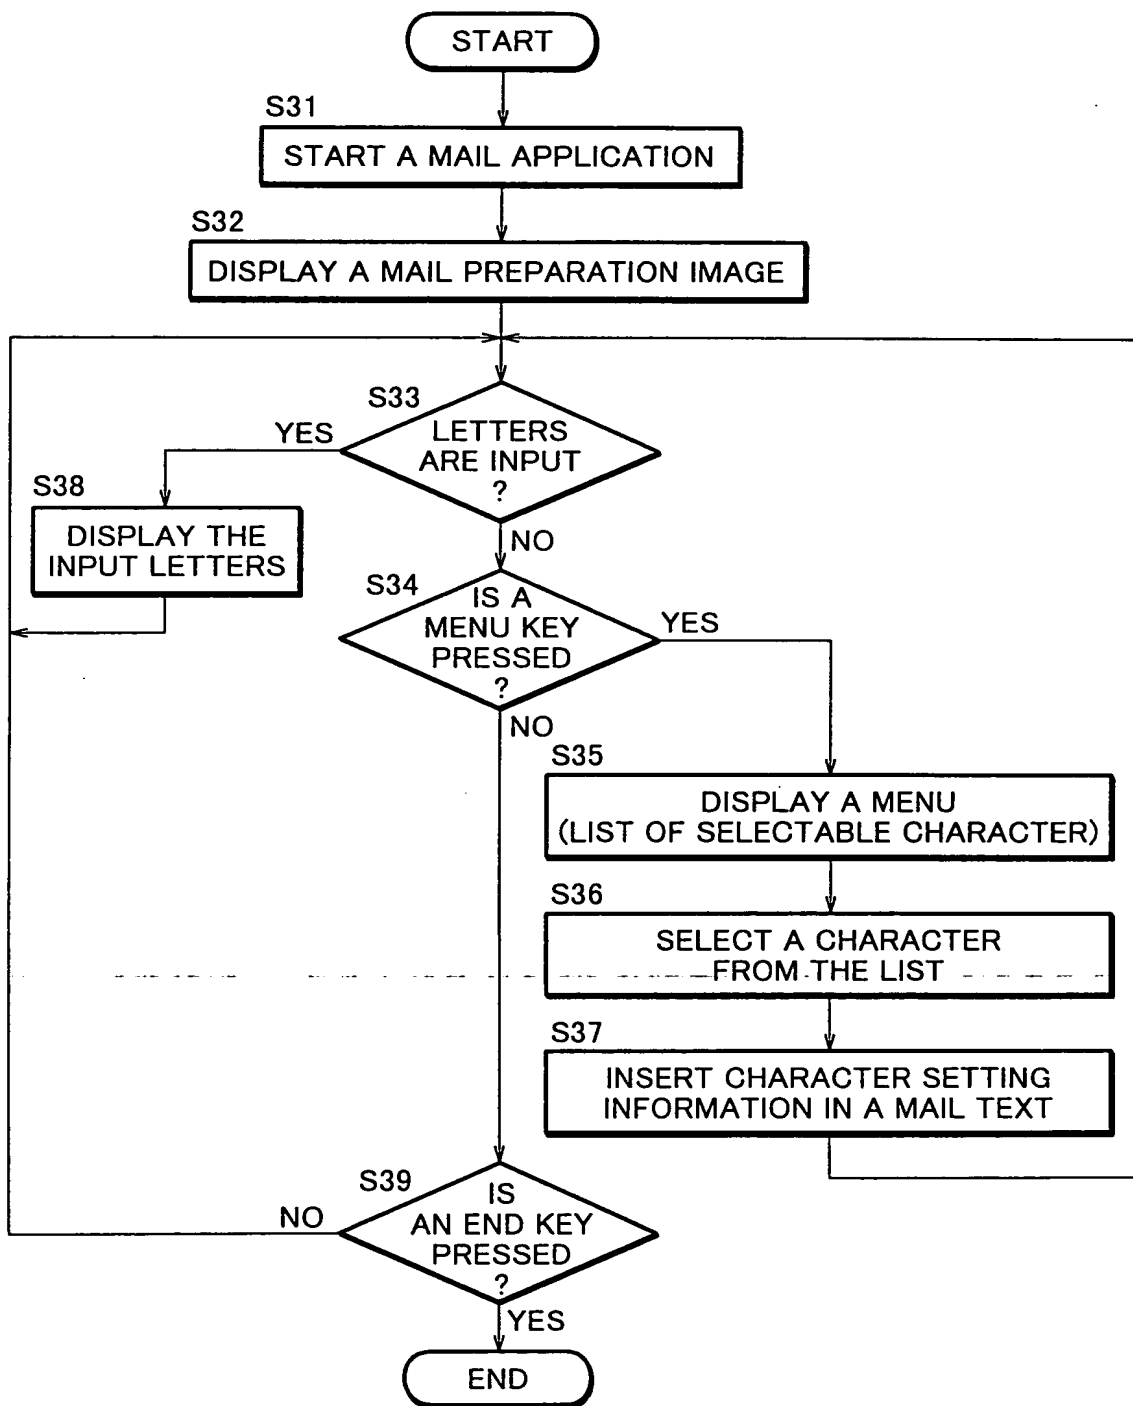 START
S31
START A MAIL APPLICATION
S32
DISPLAY A MAIL PREPARATION IMAGE
S33
LETTERS
ARE INPUT
?
YES
NO
S38
DISPLAY THE
INPUT LETTERS
S34
IS A
MENU KEY
PRESSED
?
YES
NO
S35
DISPLAY A MENU
(LIST OF SELECTABLE CHARACTER)
S36
SELECT A CHARACTER
FROM THE LIST
S37
INSERT CHARACTER SETTING
INFORMATION IN A MAIL TEXT
S39
IS
AN END KEY
PRESSED
?
NO
YES
END